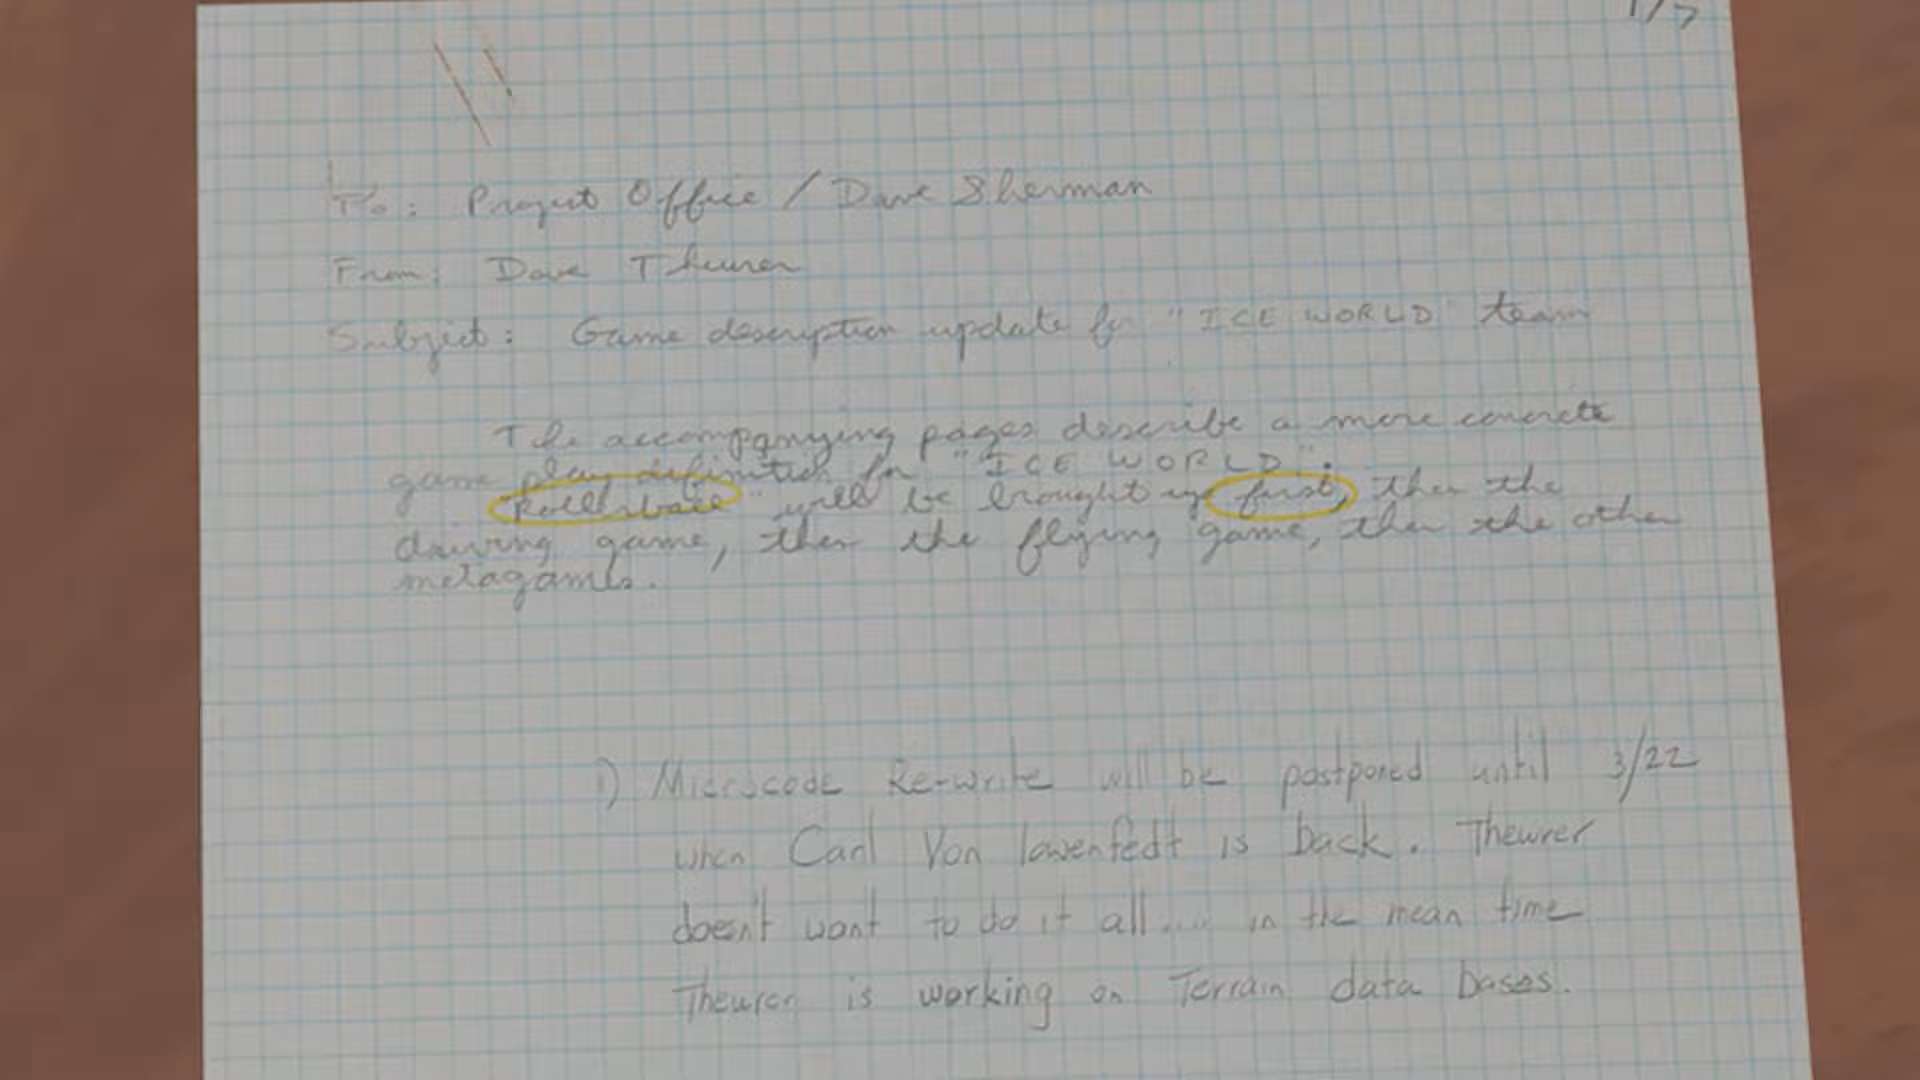 1/7
To: Project Office / Dave Sherman
From: Dave Theurer
Subject: Game description update for "ICE WORLD" team
The accompanying pages describe a more concrete
game play definition for "ICE WORLD".
"Rollerball" will be brought up first, then the
driving game, then the flying game, then the other
metagames.
1) Microcode Re-write will be postponed until 3/22
when Carl Von lowenfedt is back. Thewrer
doesn't want to do it all.... in the mean time
Theurer is working on Terrain data bases.